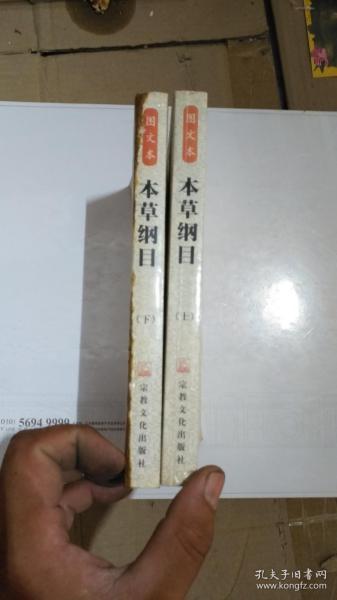 图文本
本草纲目
（下）
宗教文化出版社
图文本
本草纲目
（上）
宗教文化出版社
5694 9999
孔夫子旧书网
www.kongfz.com